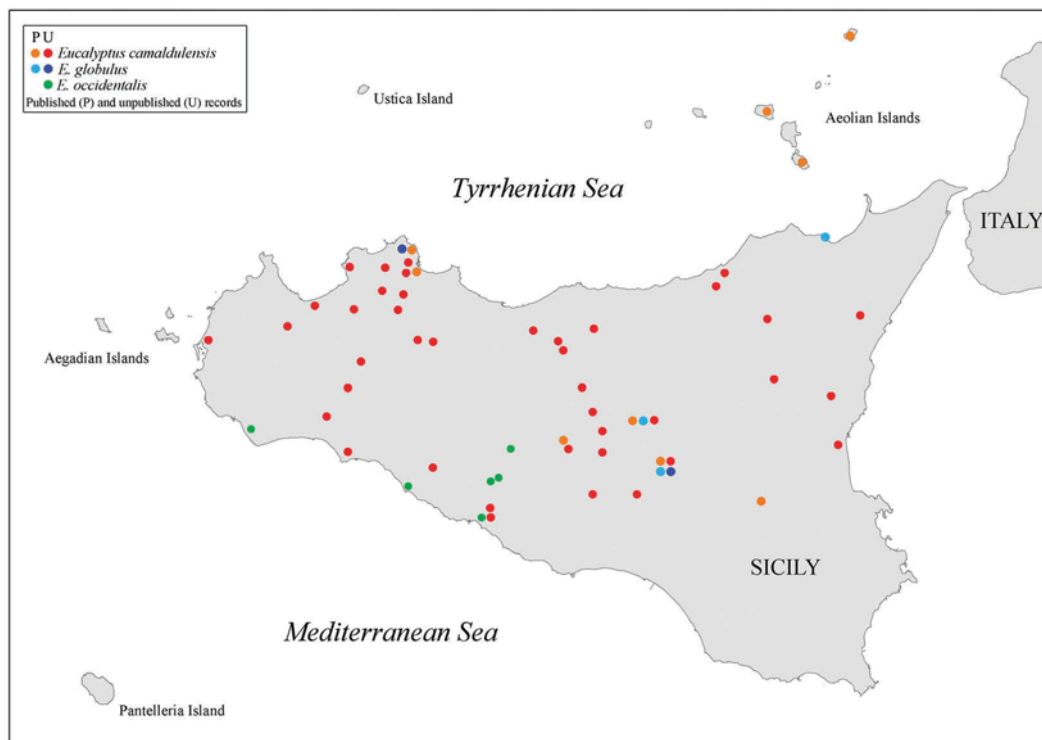 P U
Eucalyptus camaldulensis
E. globulus
E. occidentalis
Published (P) and unpublished (U) records
Ustica Island
Aeolian Islands
Tyrrhenian Sea
ITALY
Aegadian Islands
SICILY
Mediterranean Sea
Pantelleria Island